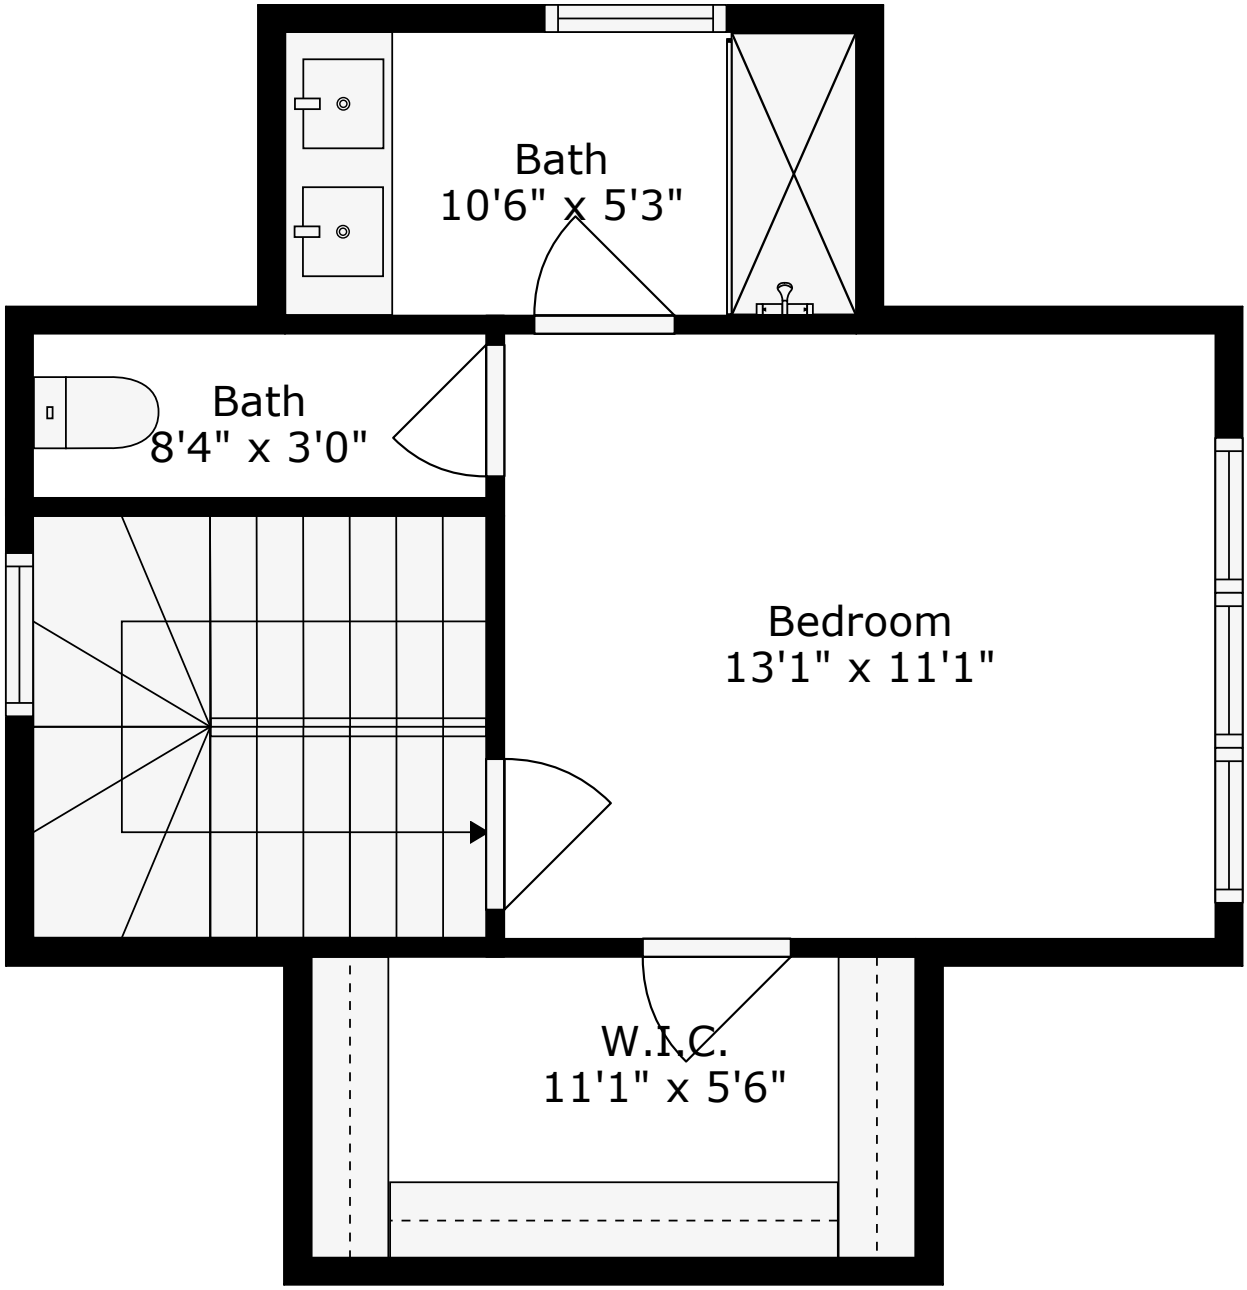 Bath
10'6" x 5'3"
Bath
8'4" x 3'0"
Bedroom
13'1" x 11'1"
W.I.C.
11'1" x 5'6"